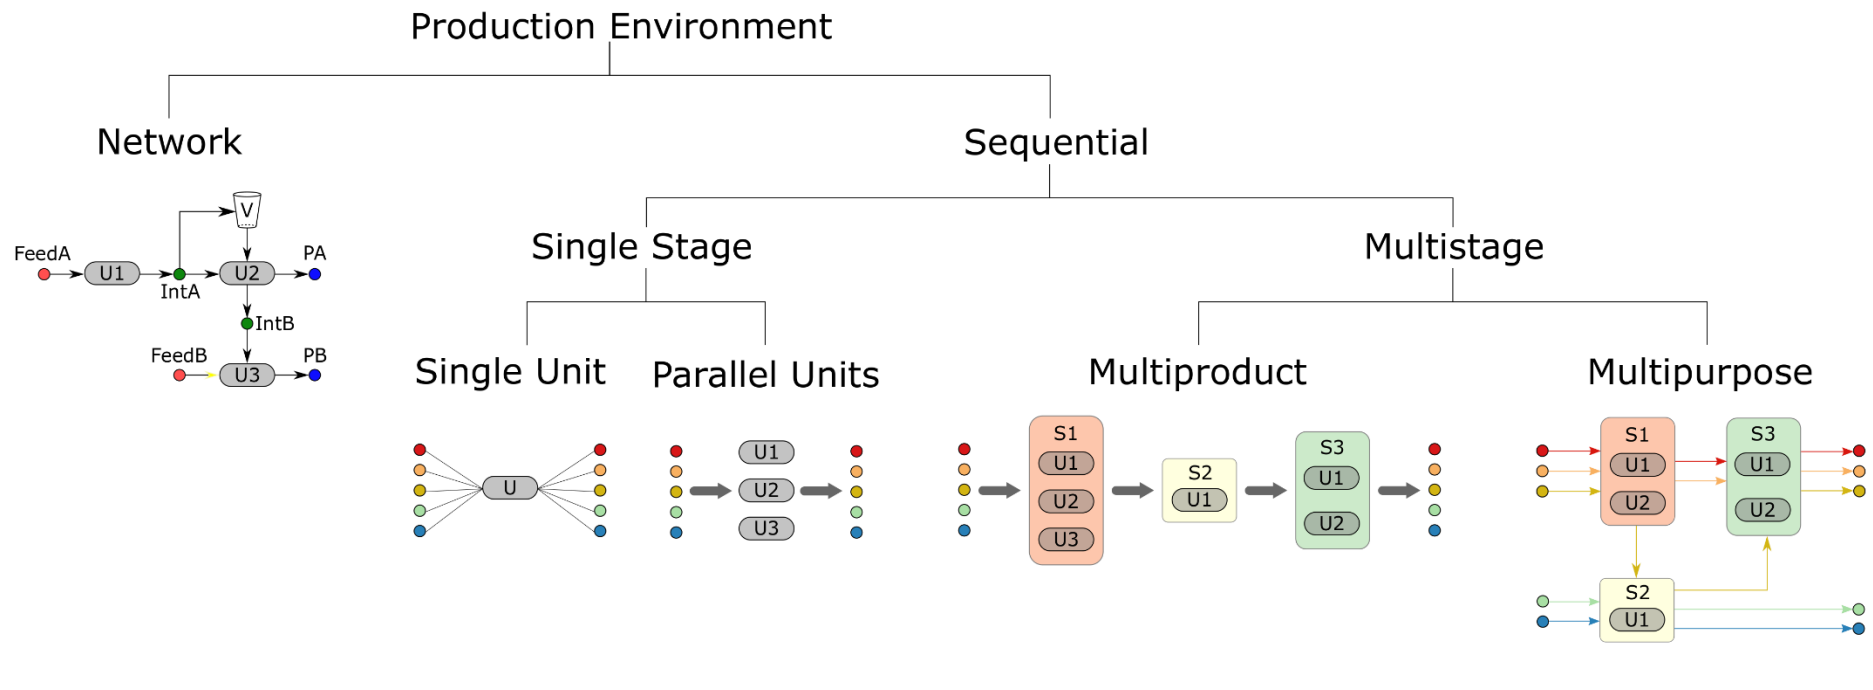 Production Environment
Network
Sequential
V
FeedA
U1
IntA
U2
PA
IntB
FeedB
U3
PB
Single Stage
Multistage
Single Unit
Parallel Units
Multiproduct
Multipurpose
U
U1
U2
U3
S1
U1
U2
U3
S2
U1
S3
U1
U2
S1
U1
U2
S3
U1
U2
S2
U1